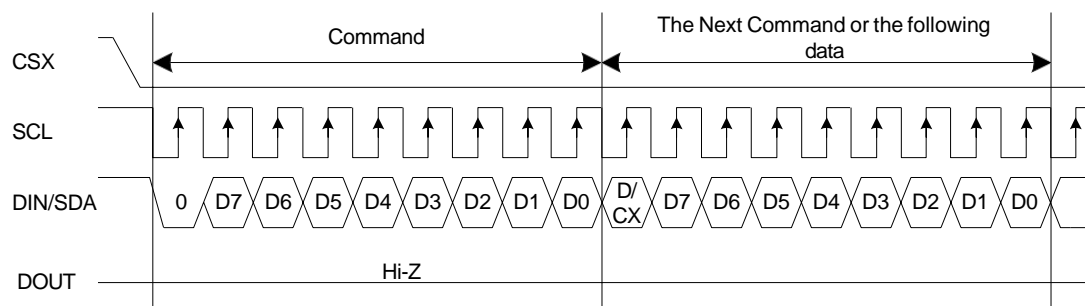 Command
The Next Command or the following
data
CSX
SCL
DIN/SDA
0 D7 D6 D5 D4 D3 D2 D1 D0 D/CX D7 D6 D5 D4 D3 D2 D1 D0
Hi-Z
DOUT